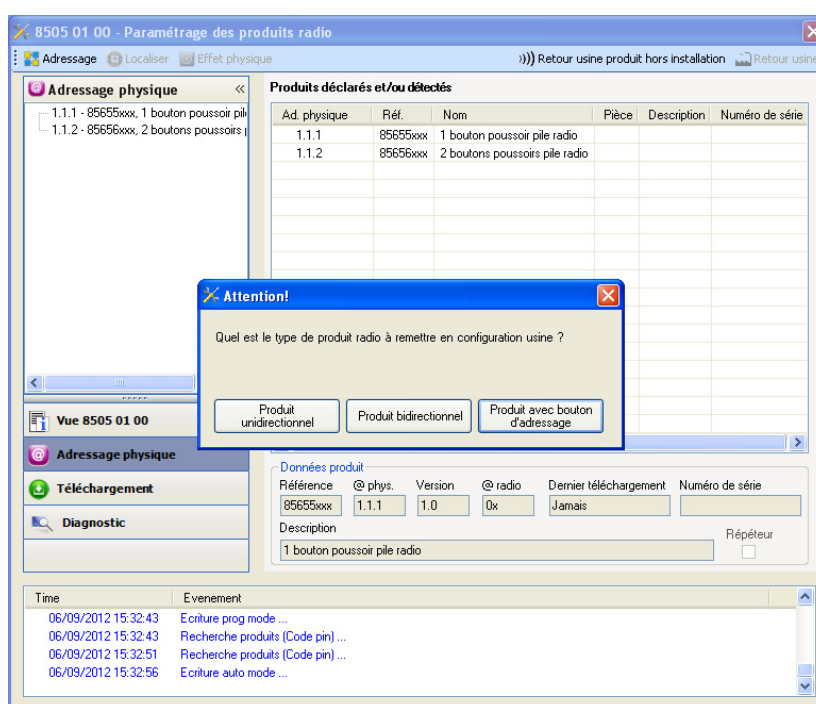 8505 01 00 - Paramétrage des produits radio
Adressage Localiser Effet physique Retour usine produit hors installation Retour usine
Adressage physique «
1.1.1 - 85655xxx, 1 bouton poussoir pile
1.1.2 - 85656xxx, 2 boutons poussoirs
Produits déclarés et/ou détectés
Ad. physique Réf. Nom Pièce Description Numéro de série
1.1.1 85655xxx 1 bouton poussoir pile radio
1.1.2 85656xxx 2 boutons poussoirs pile radio
Attention!
Quel est le type de produit radio à remettre en configuration usine ?
Produit
unidirectionnel
Produit bidirectionnel
Produit avec bouton
d'adressage
Vue 8505 01 00
Adressage physique
Téléchargement
Diagnostic
Données produit
Référence @ phys. Version @ radio Dernier téléchargement Numéro de série
85655xxx 1.1.1 1.0 0x Jamais
Description
Répéteur
1 bouton poussoir pile radio
Time Evenement
06/09/2012 15:32:43 Ecriture prog mode ...
06/09/2012 15:32:43 Recherche produits (Code pin) ...
06/09/2012 15:32:51 Recherche produits (Code pin) ...
06/09/2012 15:32:56 Ecriture auto mode ...